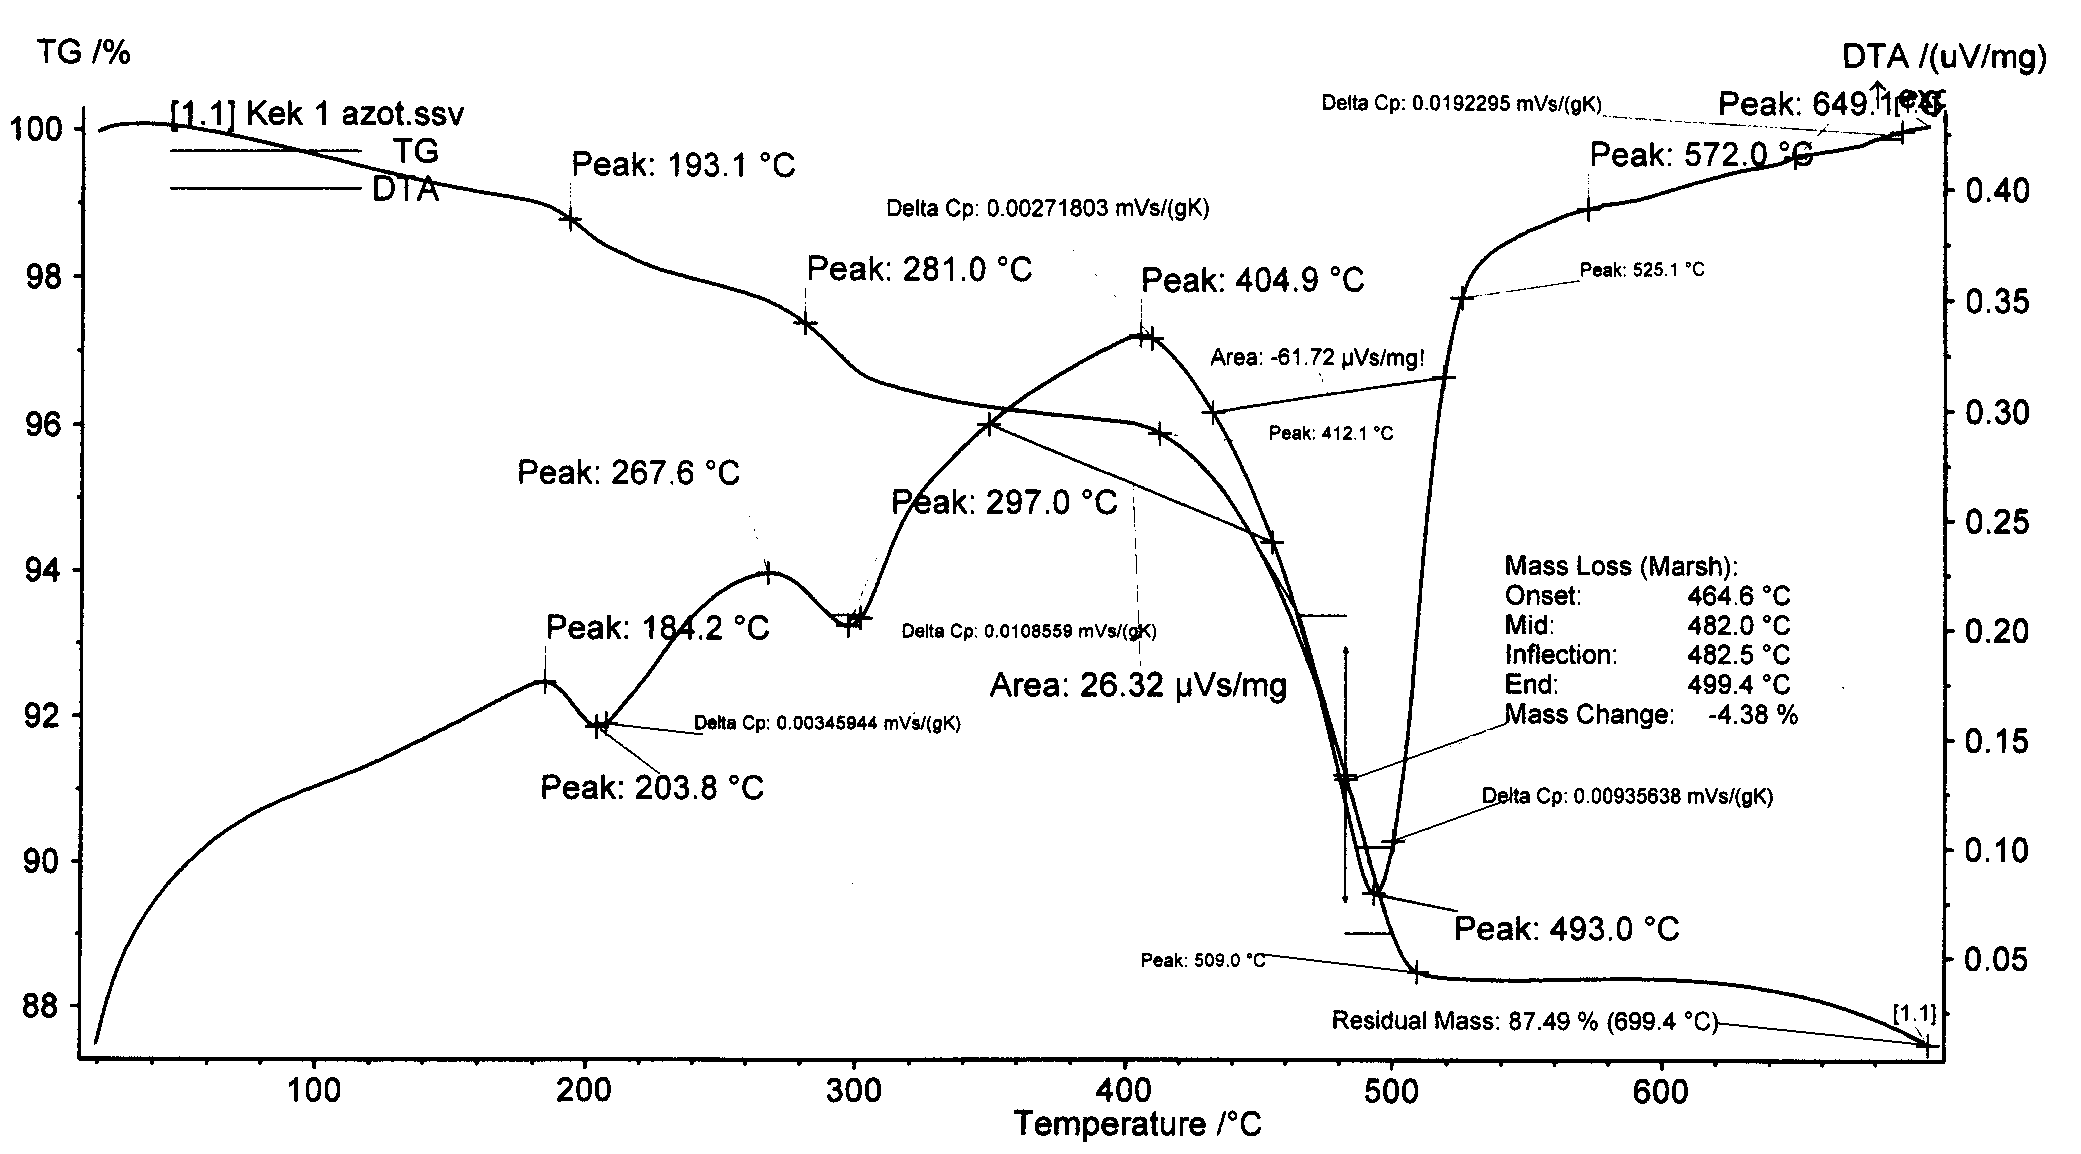 TG /%
DTA /(uV/mg)
↑ exo
[1.1] Kek 1 azot.ssv
TG
DTA
Delta Cp: 0.0192295 mVs/(gK)
Peak: 649.1 °C
Peak: 193.1 °C
Peak: 572.0 °C
Delta Cp: 0.00271803 mVs/(gK)
Peak: 281.0 °C
Peak: 404.9 °C
Peak: 525.1 °C
Area: -61.72 µVs/mg!
Peak: 412.1 °C
Peak: 267.6 °C
Peak: 297.0 °C
Mass Loss (Marsh):
Onset: 464.6 °C
Mid: 482.0 °C
Inflection: 482.5 °C
End: 499.4 °C
Mass Change: -4.38 %
Peak: 184.2 °C
Delta Cp: 0.0108559 mVs/(gK)
Area: 26.32 µVs/mg
Delta Cp: 0.00345944 mVs/(gK)
Peak: 203.8 °C
Delta Cp: 0.00935638 mVs/(gK)
Peak: 493.0 °C
Peak: 509.0 °C
Residual Mass: 87.49 % (699.4 °C)
[1.1]
100
98
96
94
92
90
88
0.40
0.35
0.30
0.25
0.20
0.15
0.10
0.05
100 200 300 400 500 600
Temperature /°C